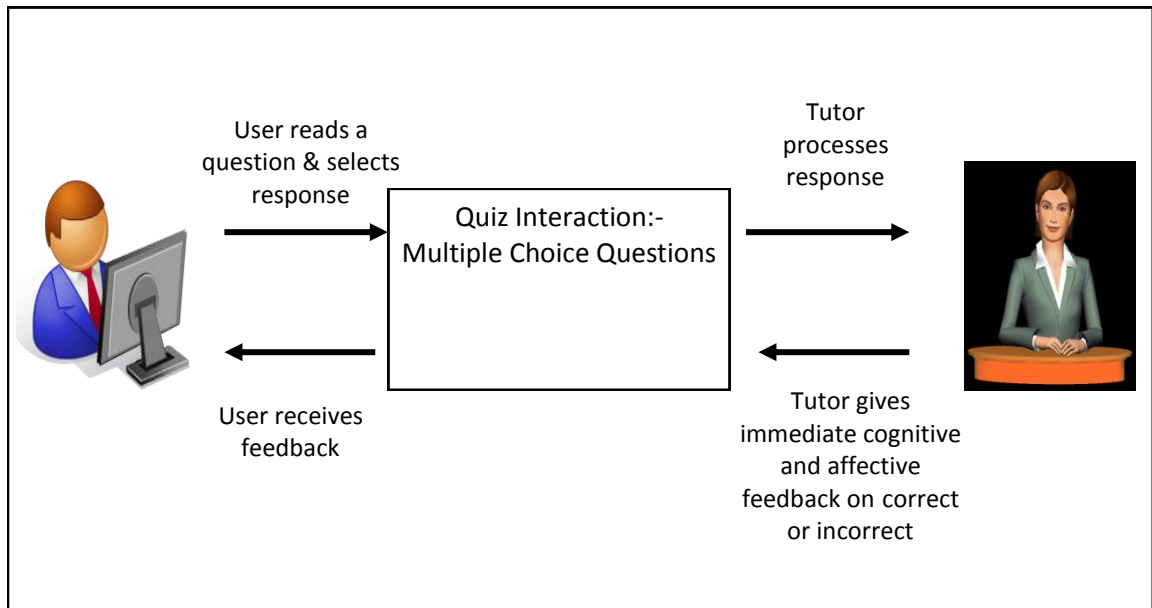 User reads a
question & selects
response
Quiz Interaction:-
Multiple Choice Questions
Tutor
processes
response
User receives
feedback
Tutor gives
immediate cognitive
and affective
feedback on correct
or incorrect